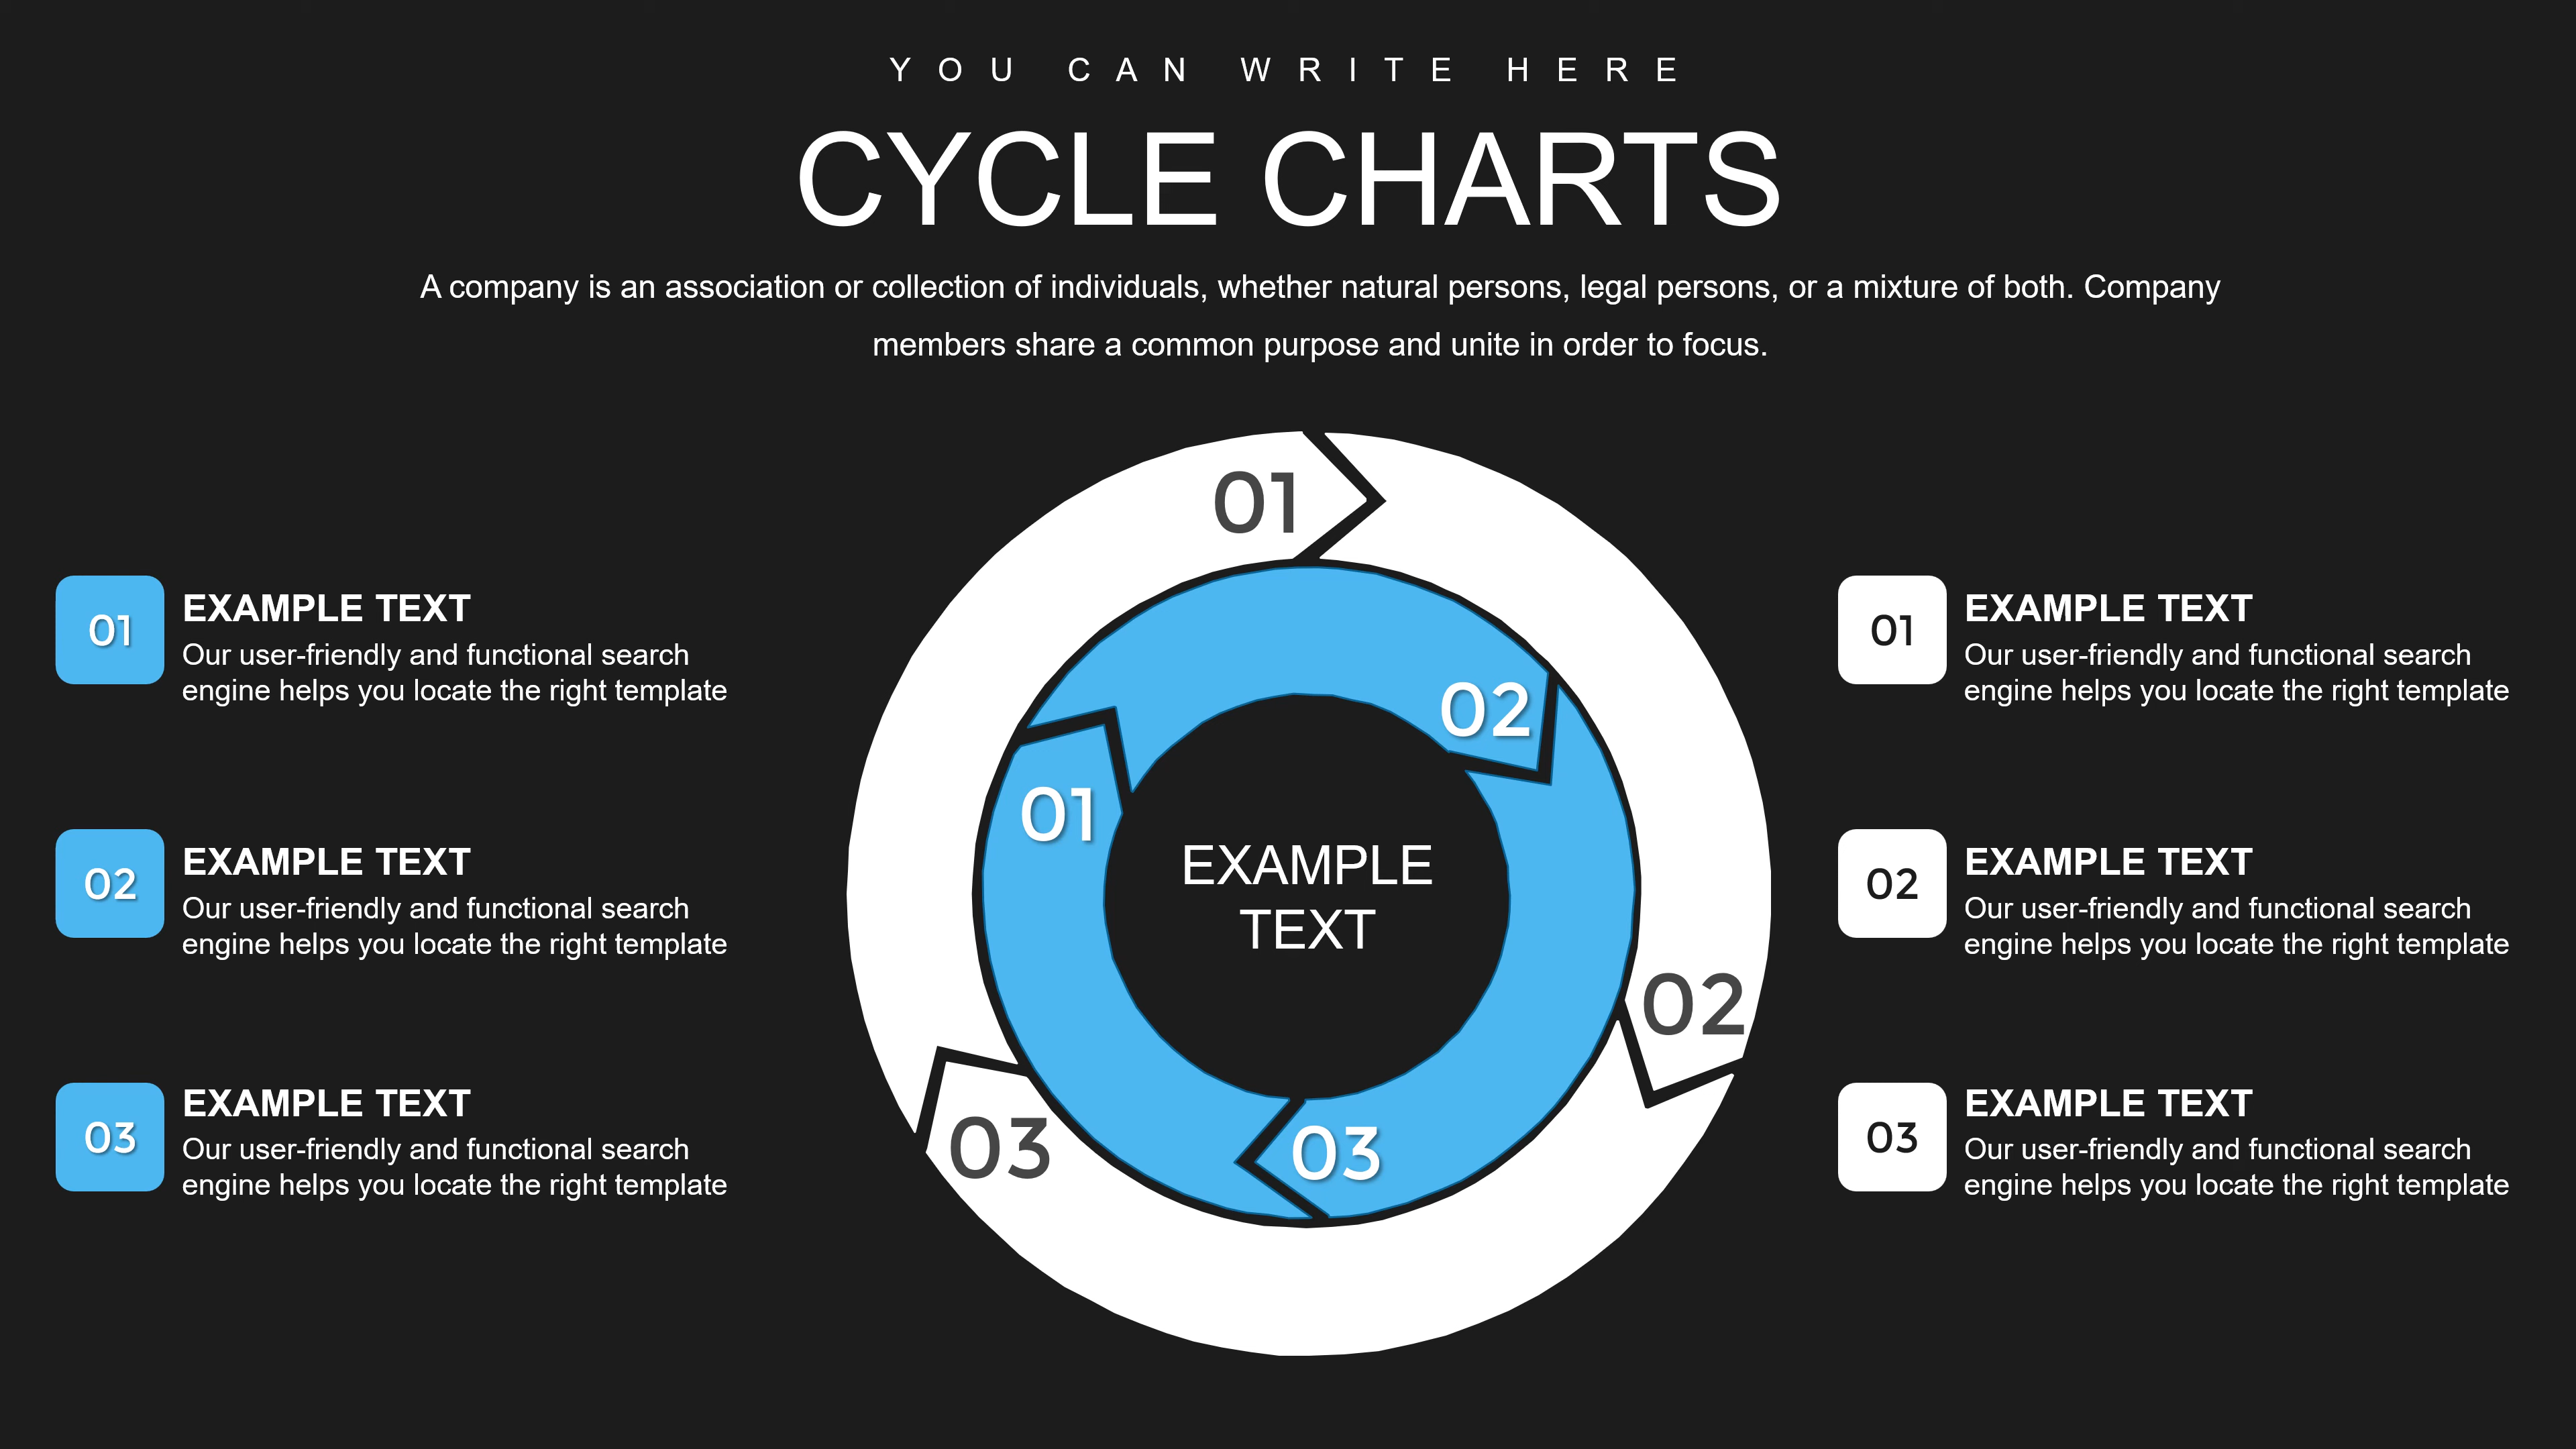 YOU CAN WRITE HERE
CYCLE CHARTS
A company is an association or collection of individuals, whether natural persons, legal persons, or a mixture of both. Company
members share a common purpose and unite in order to focus.
01
EXAMPLE TEXT
Our user-friendly and functional search
engine helps you locate the right template
02
EXAMPLE TEXT
Our user-friendly and functional search
engine helps you locate the right template
03
EXAMPLE TEXT
Our user-friendly and functional search
engine helps you locate the right template
01
02
01
EXAMPLE
TEXT
02
03
03
01
EXAMPLE TEXT
Our user-friendly and functional search
engine helps you locate the right template
02
EXAMPLE TEXT
Our user-friendly and functional search
engine helps you locate the right template
03
EXAMPLE TEXT
Our user-friendly and functional search
engine helps you locate the right template